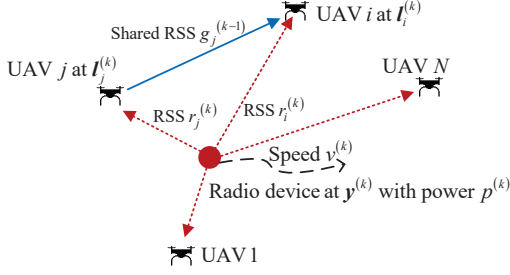 UAV i at l_i^(k)
Shared RSS g_j^(k−1)
UAV j at l_j^(k)
UAV N
RSS r_j^(k)
RSS r_i^(k)
Speed v^(k)
Radio device at y^(k) with power p^(k)
UAV 1